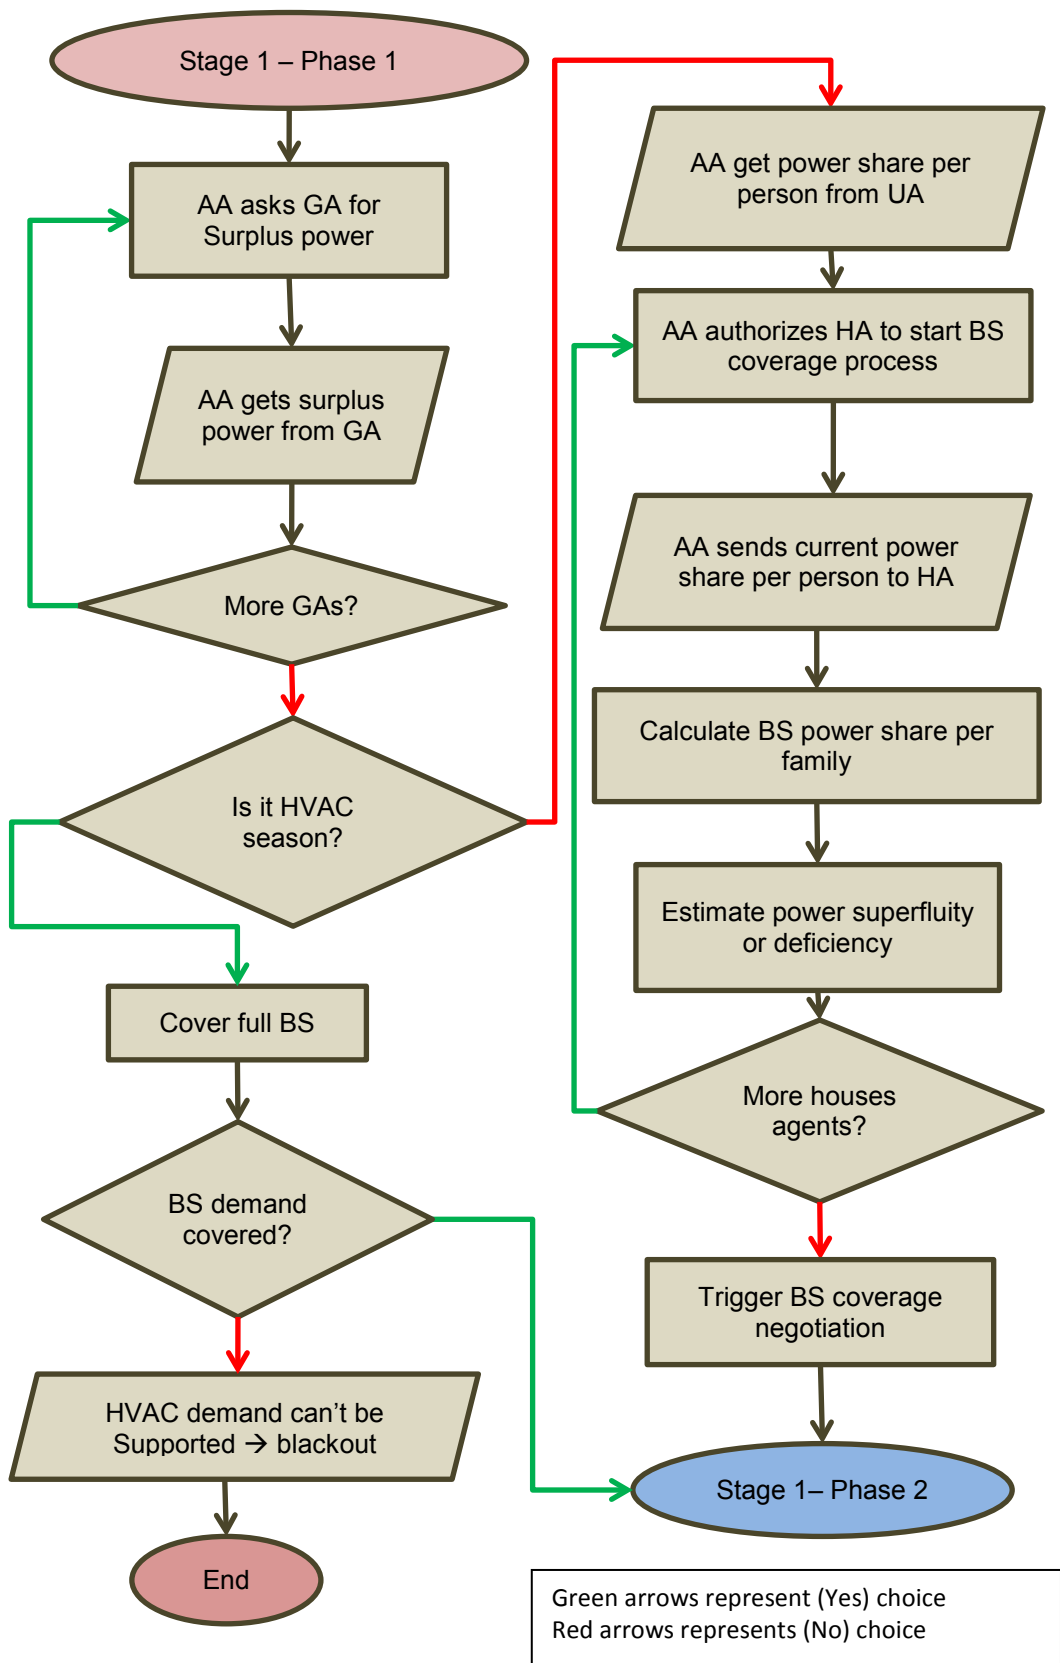 Stage 1 – Phase 1
AA asks GA for
Surplus power
AA gets surplus
power from GA
More GAs?
Is it HVAC
season?
Cover full BS
BS demand
covered?
HVAC demand can’t be
Supported → blackout
End
AA get power share per
person from UA
AA authorizes HA to start BS
coverage process
AA sends current power
share per person to HA
Calculate BS power share per
family
Estimate power superfluity
or deficiency
More houses
agents?
Trigger BS coverage
negotiation
Stage 1– Phase 2
Green arrows represent (Yes) choice
Red arrows represents (No) choice